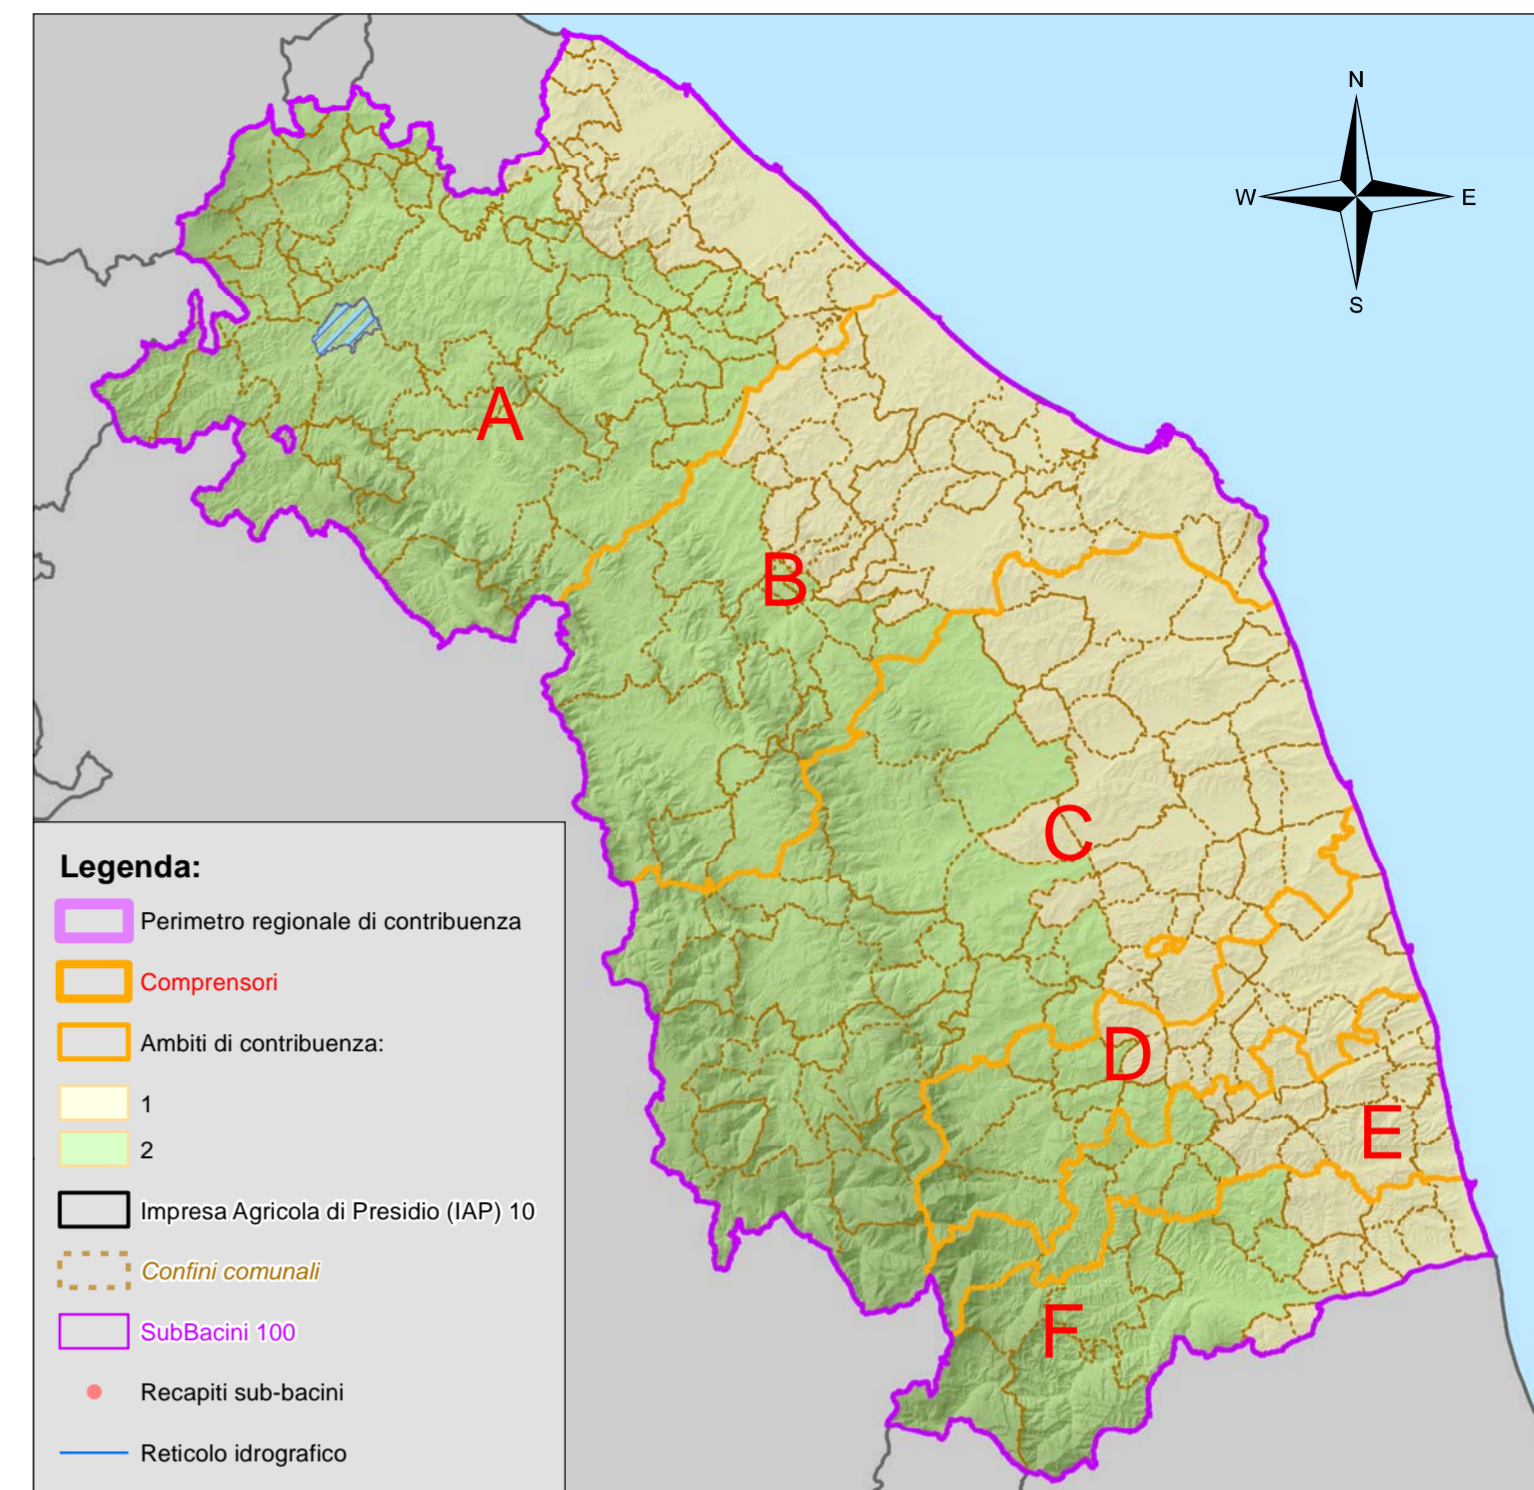 N
W E
S
A
B
C
D
E
F
Legenda:
Perimetro regionale di contribuenza
Comprensori
Ambiti di contribuenza:
1
2
Impresa Agricola di Presidio (IAP) 10
Confini comunali
SubBacini 100
Recapiti sub-bacini
Reticolo idrografico